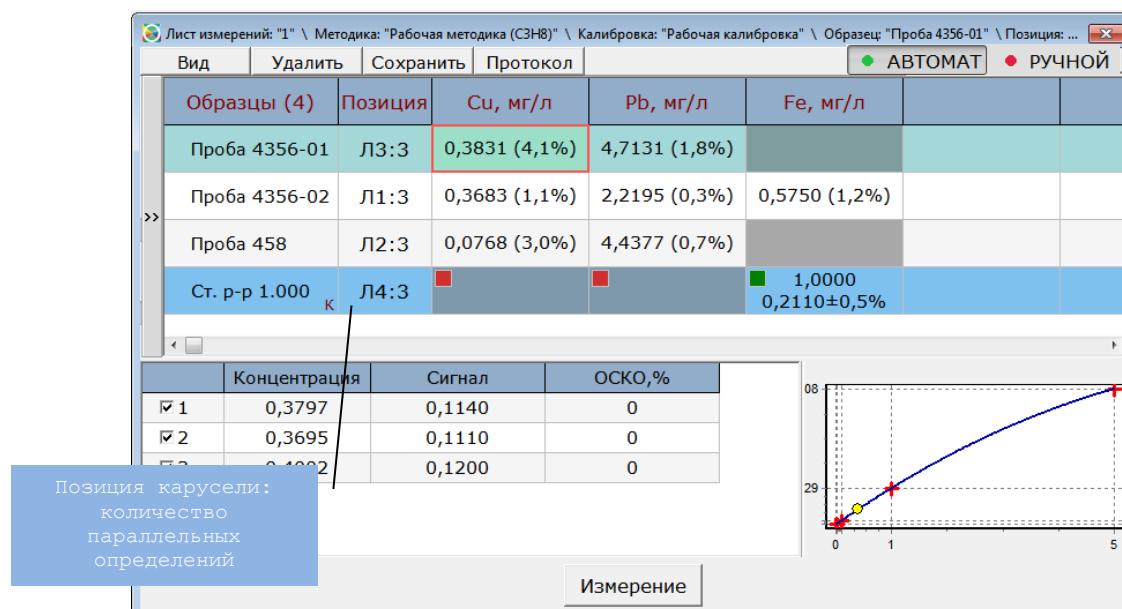 Лист измерений: "1" \ Методика: "Рабочая методика (C3H8)" \ Калибровка: "Рабочая калибровка" \ Образец: "Проба 4356-01" \ Позиция: ...
Вид Удалить Сохранить Протокол АВТОМАТ РУЧНОЙ
Образцы (4) Позиция Cu, мг/л Pb, мг/л Fe, мг/л
Проба 4356-01 Л3:3 0,3831 (4,1%) 4,7131 (1,8%)
Проба 4356-02 Л1:3 0,3683 (1,1%) 2,2195 (0,3%) 0,5750 (1,2%)
>>
Проба 458 Л2:3 0,0768 (3,0%) 4,4377 (0,7%)
Ст. р-р 1.000 К Л4:3 1,0000
0,2110±0,5%
Концентрация Сигнал ОСКО,%
1 0,3797 0,1140 0
2 0,3695 0,1110 0
0,1200 0
08
29
0 1 5
Позиция карусели:
количество
параллельных
определений
Измерение